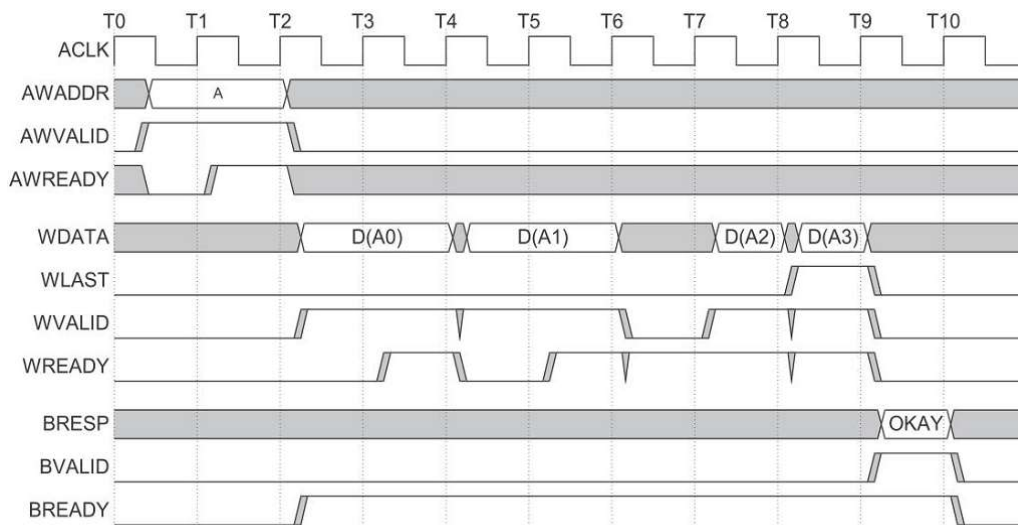 T0 T1 T2 T3 T4 T5 T6 T7 T8 T9 T10
ACLK
AWADDR A
AWVALID
AWREADY
WDATA D(A0) D(A1) D(A2) D(A3)
WLAST
WVALID
WREADY
BRESP OKAY
BVALID
BREADY